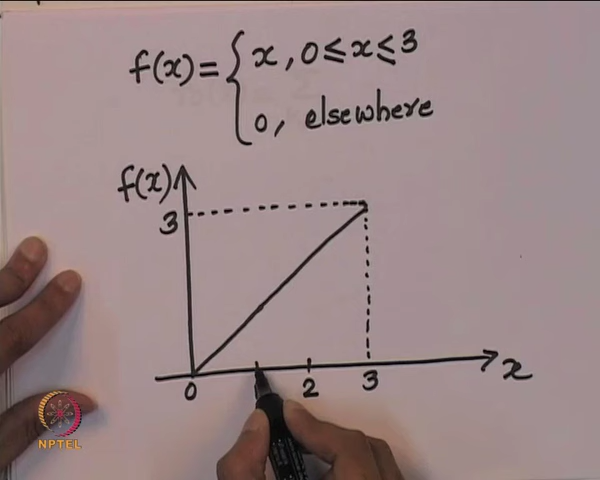 f(x) = { x, 0 ≤ x ≤ 3
0, elsewhere
f(x)
3
0 2 3 x
NPTEL